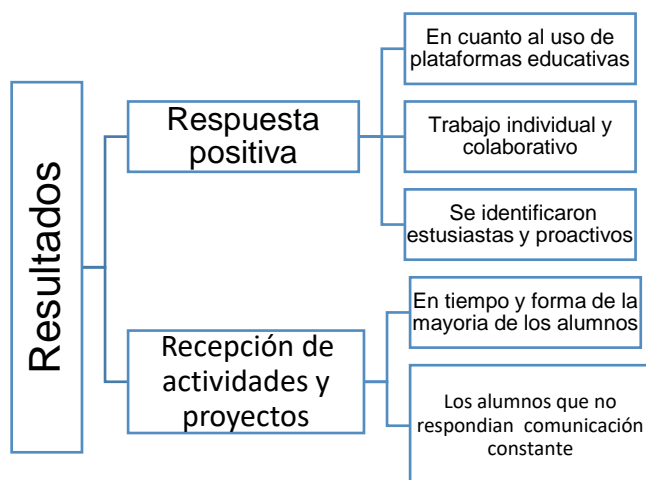 Resultados
Respuesta
positiva
En cuanto al uso de
plataformas educativas
Trabajo individual y
colaborativo
Se identificaron
estusiastas y proactivos
Recepción de
actividades y
proyectos
En tiempo y forma de la
mayoria de los alumnos
Los alumnos que no
respondian comunicación
constante